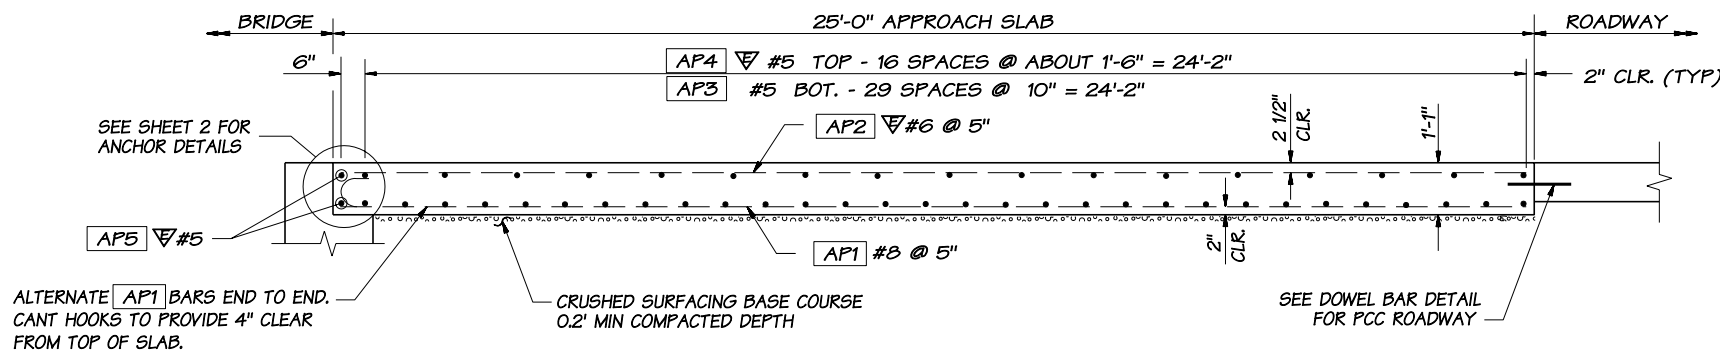 BRIDGE
25'-0" APPROACH SLAB
ROADWAY
6"
AP4 E #5 TOP - 16 SPACES @ ABOUT 1'-6" = 24'-2"
AP3 #5 BOT. - 29 SPACES @ 10" = 24'-2"
2" CLR. (TYP)
SEE SHEET 2 FOR
ANCHOR DETAILS
AP2 E #6 @ 5"
2 1/2"
CLR.
1'-1"
AP5 E #5
AP1 #8 @ 5"
2"
CLR.
ALTERNATE AP1 BARS END TO END.
CANT HOOKS TO PROVIDE 4" CLEAR
FROM TOP OF SLAB.
CRUSHED SURFACING BASE COURSE
0.2' MIN COMPACTED DEPTH
SEE DOWEL BAR DETAIL
FOR PCC ROADWAY